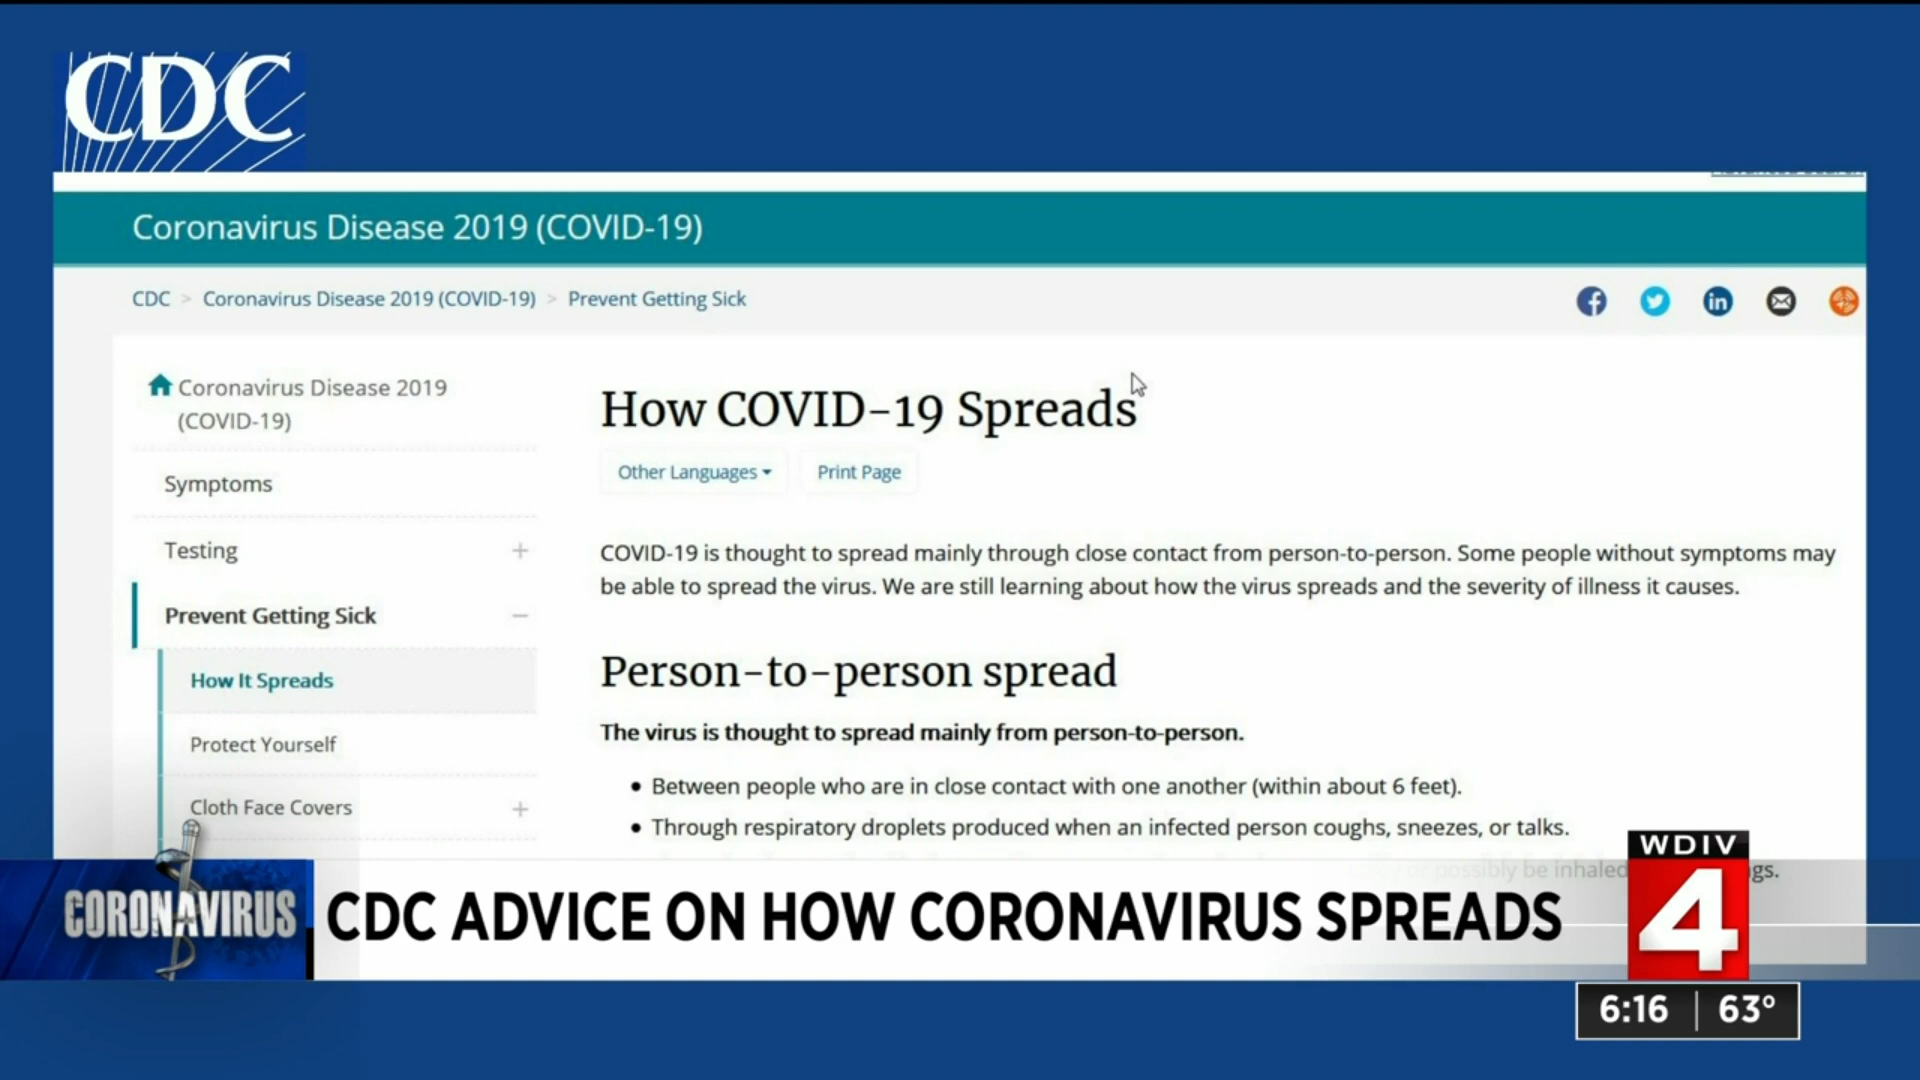 CDC
Coronavirus Disease 2019 (COVID-19)
CDC > Coronavirus Disease 2019 (COVID-19) > Prevent Getting Sick
Coronavirus Disease 2019
(COVID-19)
Symptoms
Testing +
Prevent Getting Sick −
How It Spreads
Protect Yourself
Cloth Face Covers +
How COVID-19 Spreads
Other Languages
Print Page
COVID-19 is thought to spread mainly through close contact from person-to-person. Some people without symptoms may
be able to spread the virus. We are still learning about how the virus spreads and the severity of illness it causes.
Person-to-person spread
The virus is thought to spread mainly from person-to-person.
• Between people who are in close contact with one another (within about 6 feet).
• Through respiratory droplets produced when an infected person coughs, sneezes, or talks.
possibly be inhaled
CORONAVIRUS
CDC ADVICE ON HOW CORONAVIRUS SPREADS
WDIV
4
6:16 | 63°